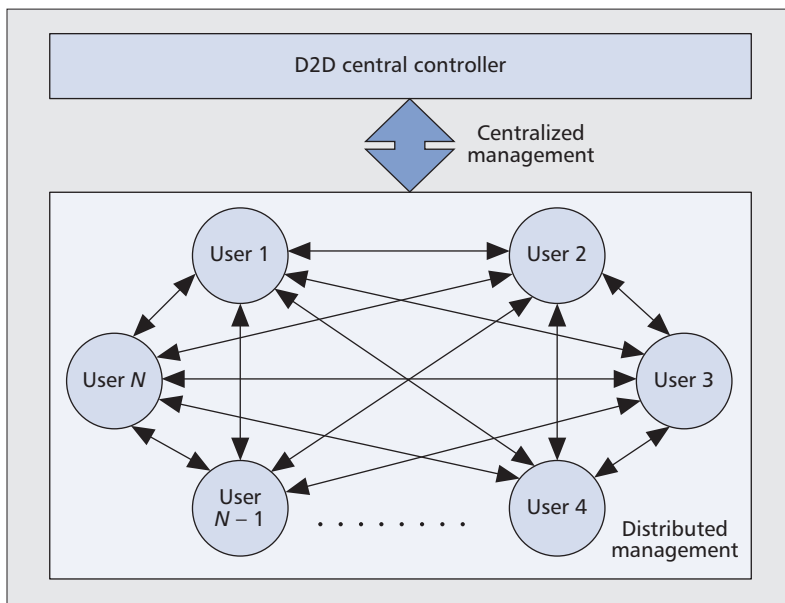 D2D central controller
Centralized
management
User 1
User 2
User N
User 3
User
N – 1
. . . . . . . .
User 4
Distributed
management